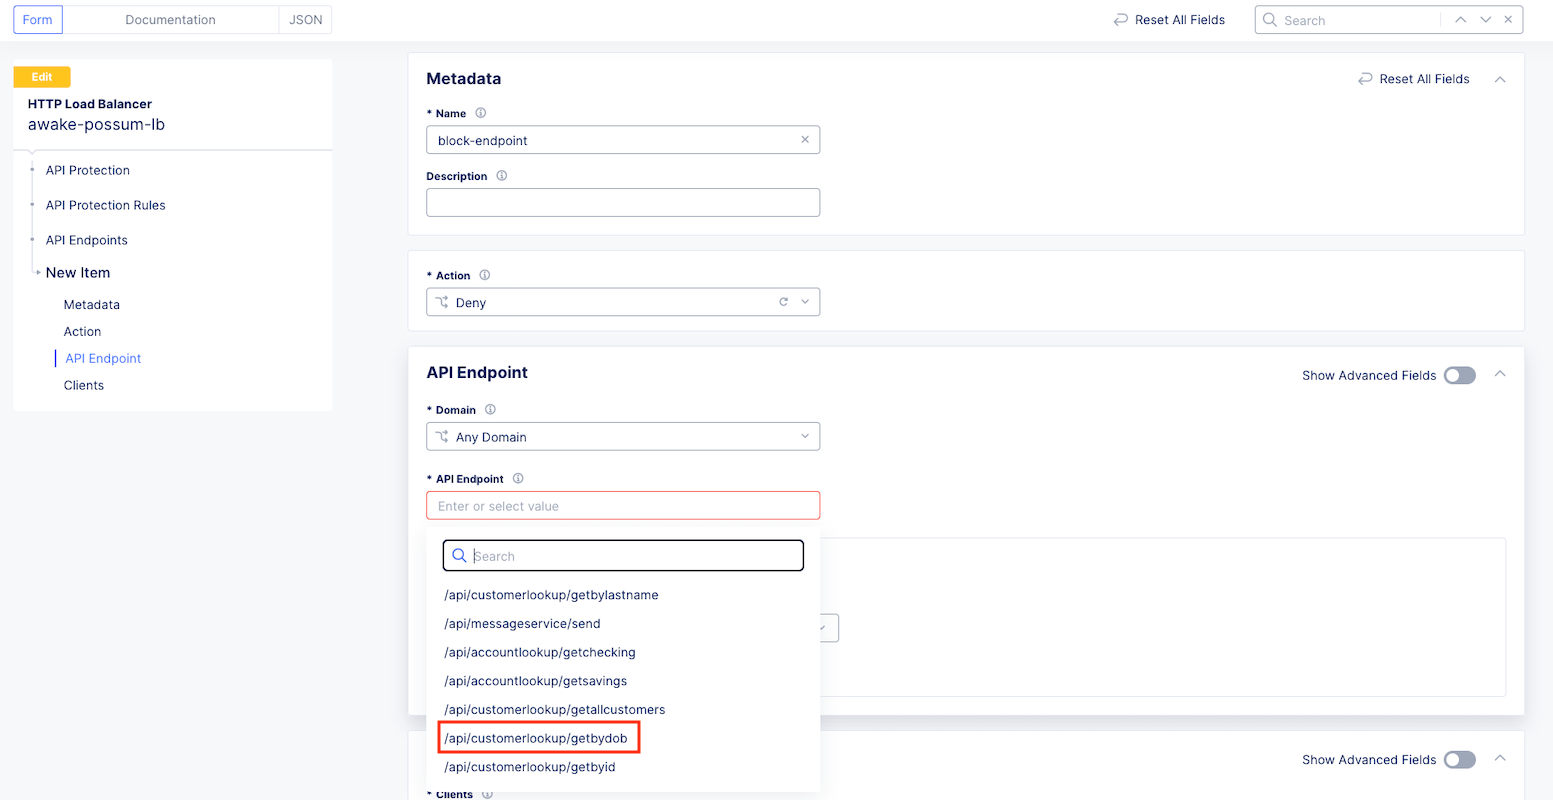 Form
Documentation
JSON
Reset All Fields
Search
Edit
HTTP Load Balancer
awake-possum-lb
API Protection
API Protection Rules
API Endpoints
New Item
Metadata
Action
API Endpoint
Clients
Metadata
Reset All Fields
* Name
block-endpoint
Description
* Action
Deny
API Endpoint
Show Advanced Fields
* Domain
Any Domain
* API Endpoint
Enter or select value
Search
/api/customerlookup/getbylastname
/api/messageservice/send
/api/accountlookup/getchecking
/api/accountlookup/getsavings
/api/customerlookup/getallcustomers
/api/customerlookup/getbydob
/api/customerlookup/getbyid
Show Advanced Fields
* Clients